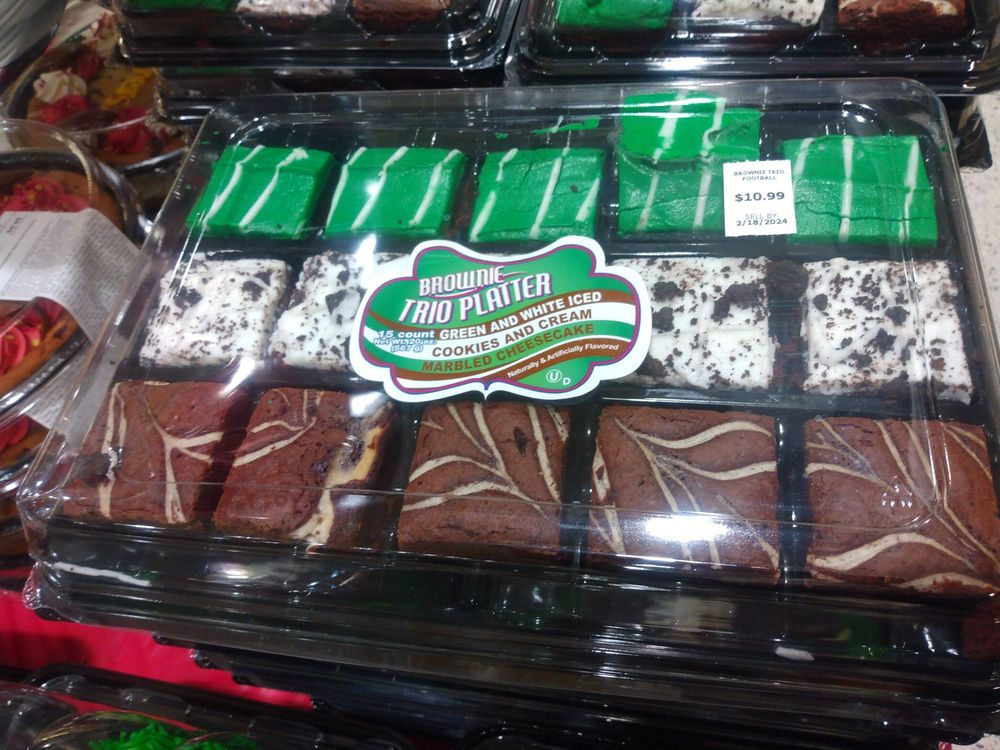 BROWNIE TRIO
FOOTBALL
$10.99
SELL BY
2/18/2024
BROWNIE
TRIO PLATTER
15 count
Net Wt. 20 oz.
(567 g)
GREEN AND WHITE ICED
COOKIES AND CREAM
MARBLED CHEESECAKE
Naturally & Artificially Flavored
U D